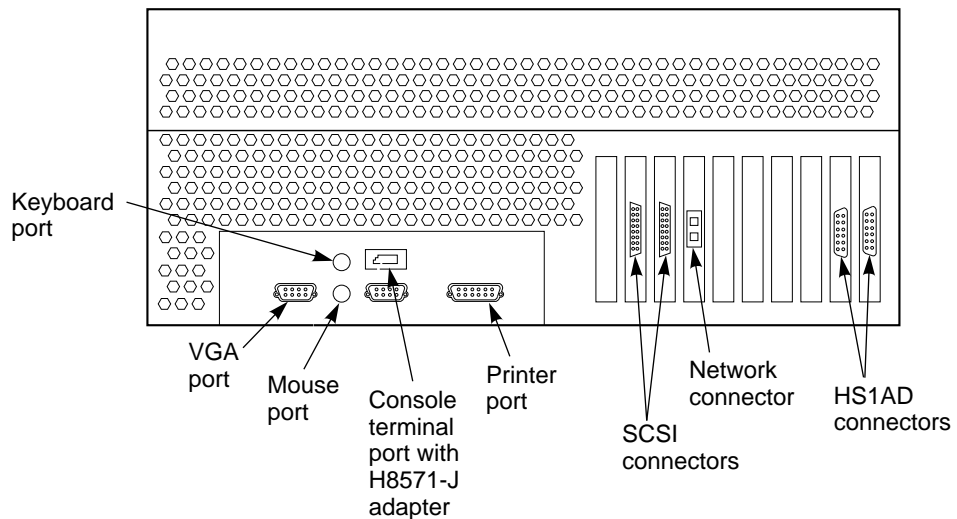 Keyboard
port
VGA
port
Mouse
port
Console
terminal
port with
H8571-J
adapter
Printer
port
SCSI
connectors
Network
connector
HS1AD
connectors